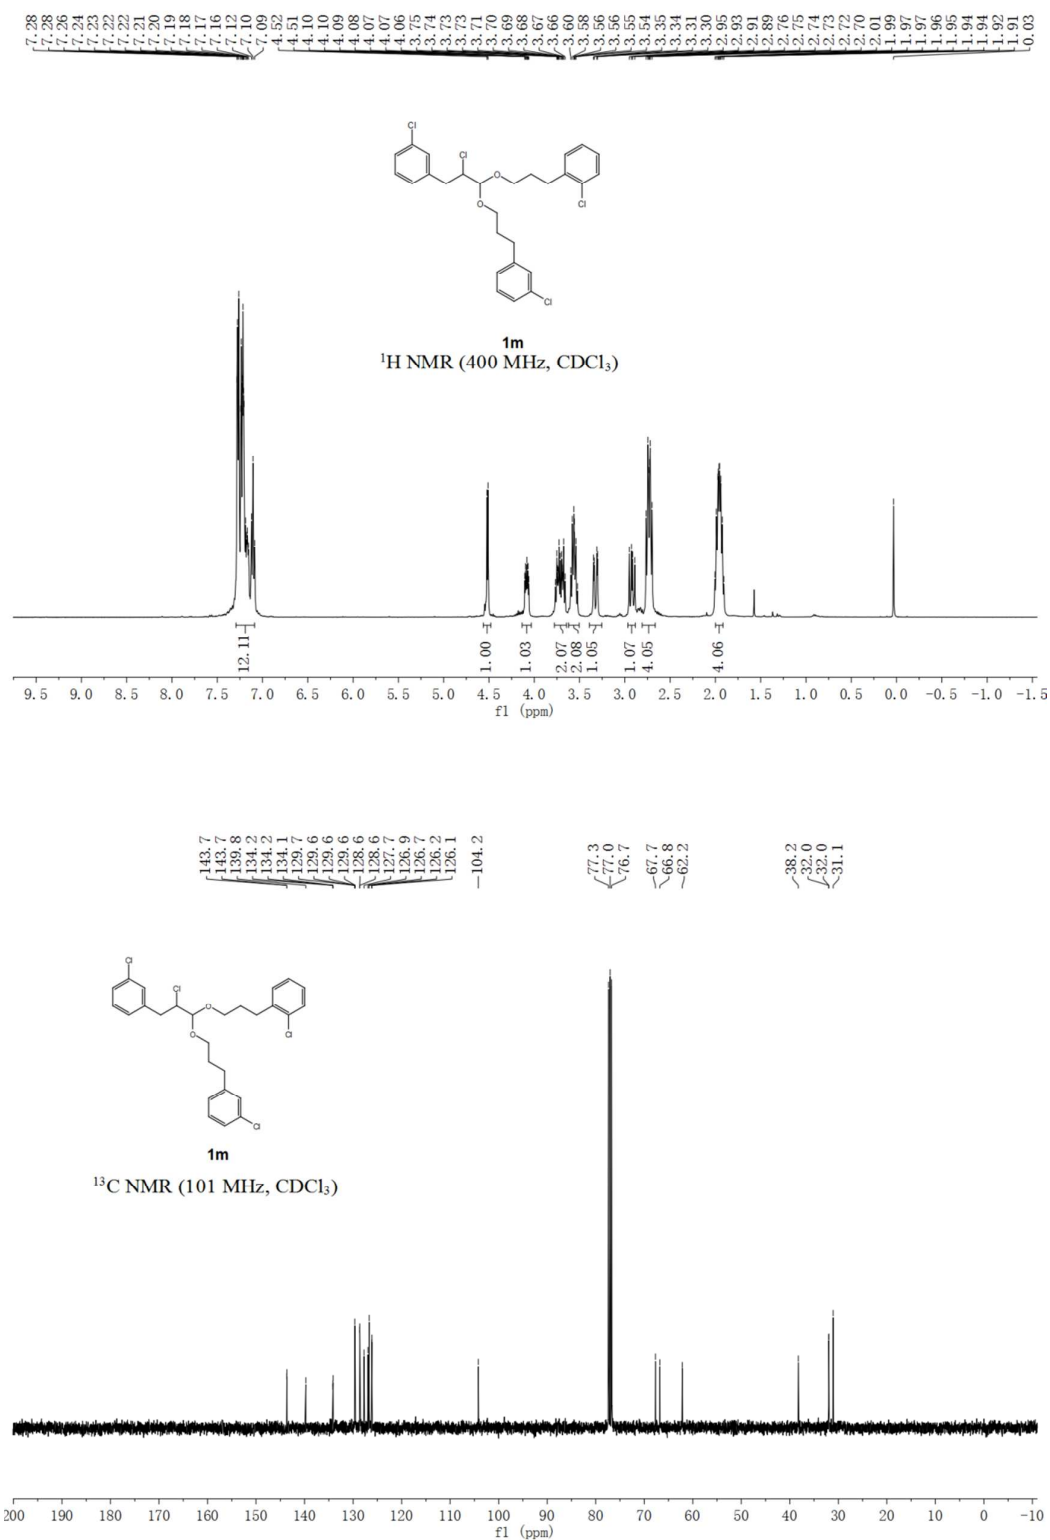 7.28 7.28 7.26 7.24 7.23 7.22 7.22 7.21 7.20 7.19 7.18 7.17 7.16 7.12 7.10 7.09 4.52 4.51 4.10 4.10 4.09 4.08 4.07 4.07 4.06 3.75 3.74 3.73 3.73 3.71 3.70 3.69 3.68 3.67 3.66 3.60 3.58 3.56 3.56 3.55 3.54 3.35 3.34 3.31 3.30 2.95 2.93 2.91 2.89 2.76 2.75 2.74 2.73 2.72 2.70 2.01 1.99 1.97 1.97 1.96 1.95 1.94 1.94 1.92 1.91 0.03
Cl
Cl
O
O
Cl
Cl
1m
¹H NMR (400 MHz, CDCl₃)
12.11 1.00 1.03 2.07 2.08 1.05 1.07 4.05 4.06
9.5 9.0 8.5 8.0 7.5 7.0 6.5 6.0 5.5 5.0 4.5 4.0 3.5 3.0 2.5 2.0 1.5 1.0 0.5 0.0 -0.5 -1.0 -1.5
f1 (ppm)
143.7 143.7 139.8 134.2 134.2 134.1 129.7 129.6 129.6 129.6 128.6 128.6 127.7 126.9 126.7 126.2 126.1 104.2 77.3 77.0 76.7 67.7 66.8 62.2 38.2 32.0 32.0 31.1
Cl
Cl
O
O
Cl
Cl
1m
¹³C NMR (101 MHz, CDCl₃)
200 190 180 170 160 150 140 130 120 110 100 90 80 70 60 50 40 30 20 10 0 -10
f1 (ppm)